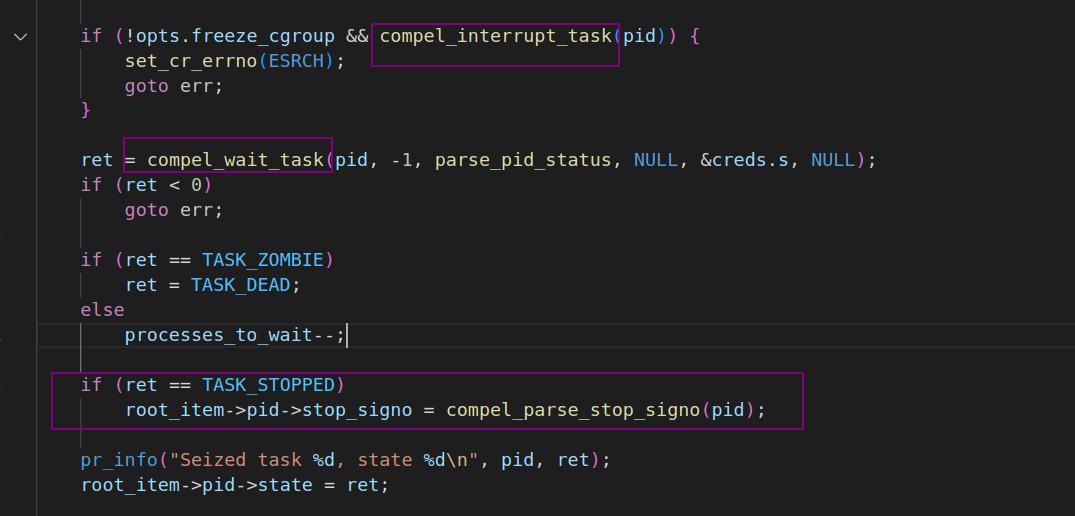 if (!opts.freeze_cgroup && compel_interrupt_task(pid)) {
set_cr_errno(ESRCH);
goto err;
}
ret = compel_wait_task(pid, -1, parse_pid_status, NULL, &creds.s, NULL);
if (ret < 0)
goto err;
if (ret == TASK_ZOMBIE)
ret = TASK_DEAD;
else
processes_to_wait--;
if (ret == TASK_STOPPED)
root_item->pid->stop_signo = compel_parse_stop_signo(pid);
pr_info("Seized task %d, state %d\n", pid, ret);
root_item->pid->state = ret;